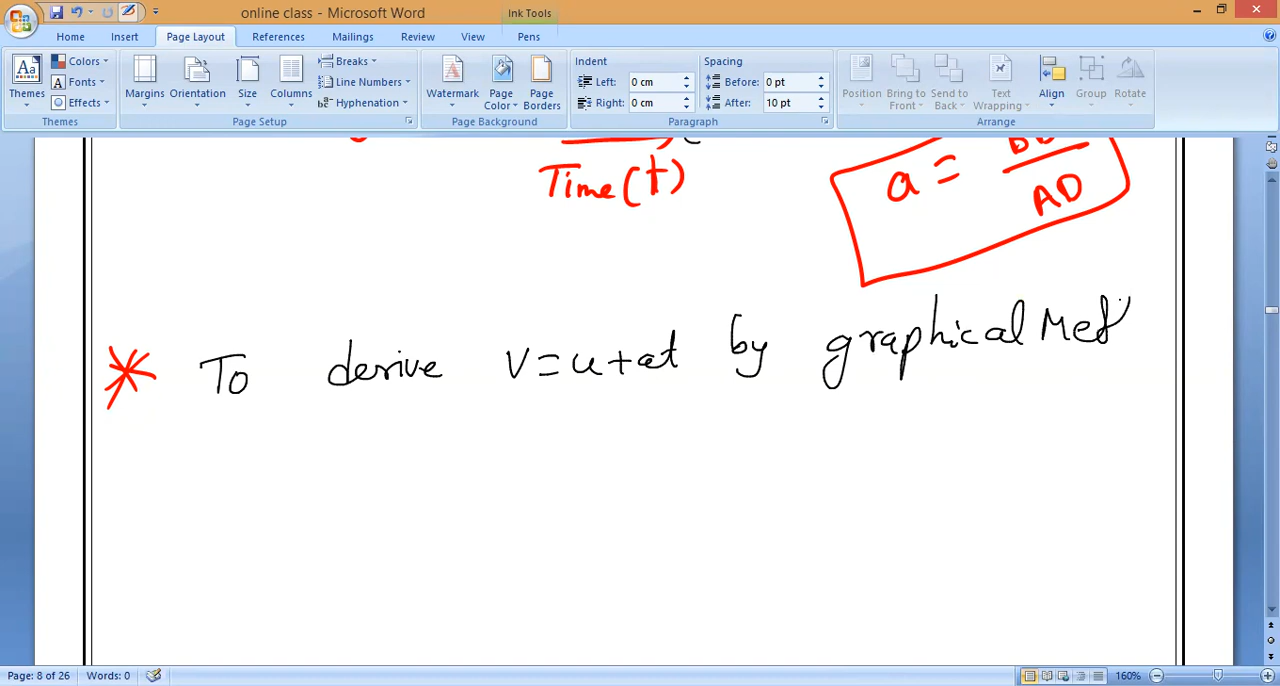 online class - Microsoft Word
Ink Tools
Home Insert Page Layout References Mailings Review View Pens
Themes Colors Fonts Effects Margins Orientation Size Columns Breaks Line Numbers Hyphenation Watermark Page Color Page Borders Indent Left: 0 cm Right: 0 cm Spacing Before: 0 pt After: 10 pt Position Bring to Front Send to Back Text Wrapping Align Group Rotate
Themes Page Setup Page Background Paragraph Arrange
Time(t)
a =
AD
* To derive v=u+at by graphical
Page: 8 of 26 Words: 0 160%